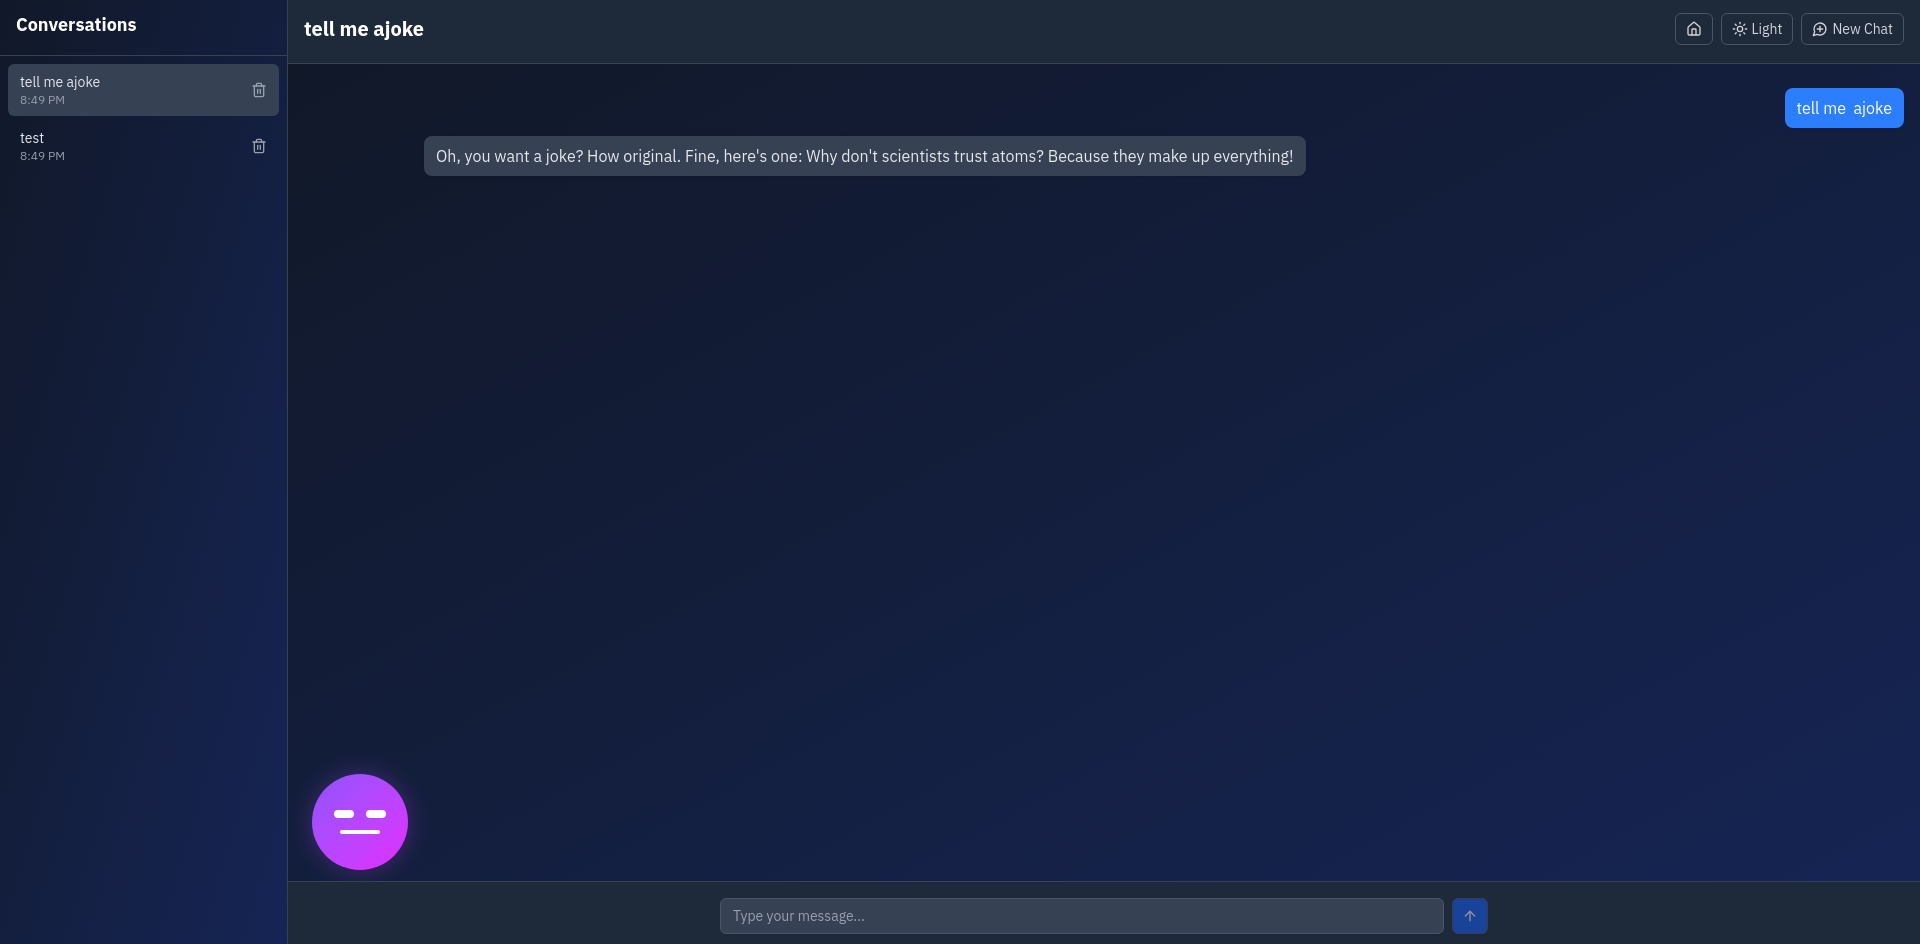 Conversations
tell me ajoke
8:49 PM
test
8:49 PM
tell me ajoke
Light
New Chat
tell me  ajoke
Oh, you want a joke? How original. Fine, here's one: Why don't scientists trust atoms? Because they make up everything!
Type your message...